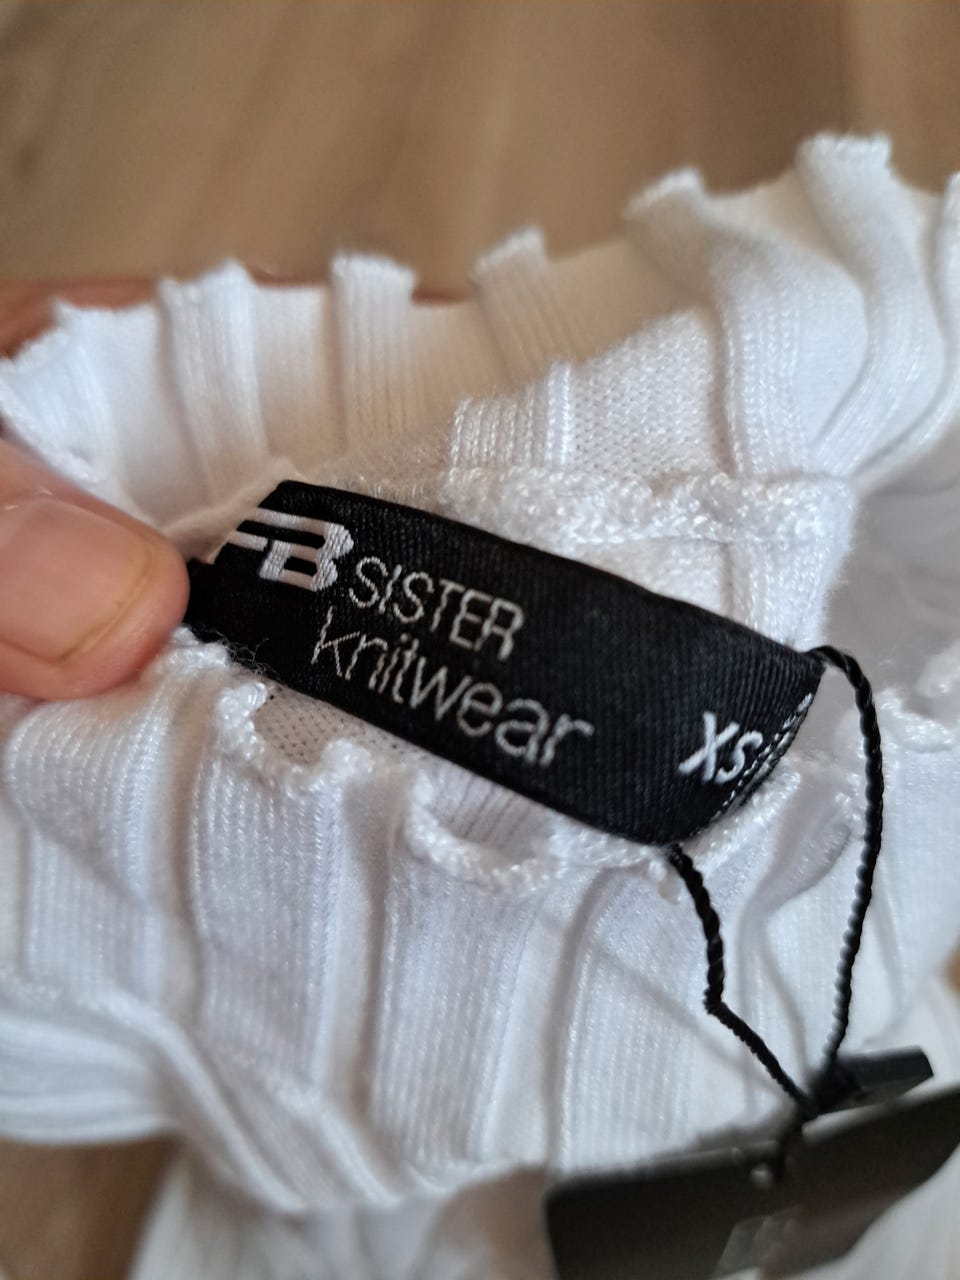 FB SISTER
knitwear
XS